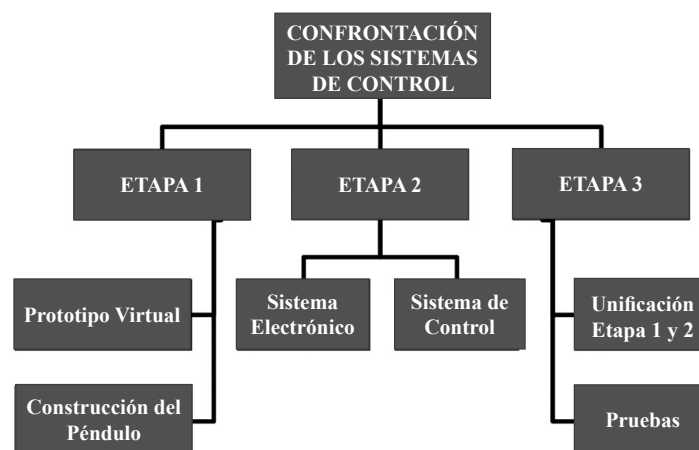 CONFRONTACIÓN
DE LOS SISTEMAS
DE CONTROL
ETAPA 1
ETAPA 2
ETAPA 3
Prototipo Virtual
Construcción del
Péndulo
Sistema
Electrónico
Sistema de
Control
Unificación
Etapa 1 y 2
Pruebas